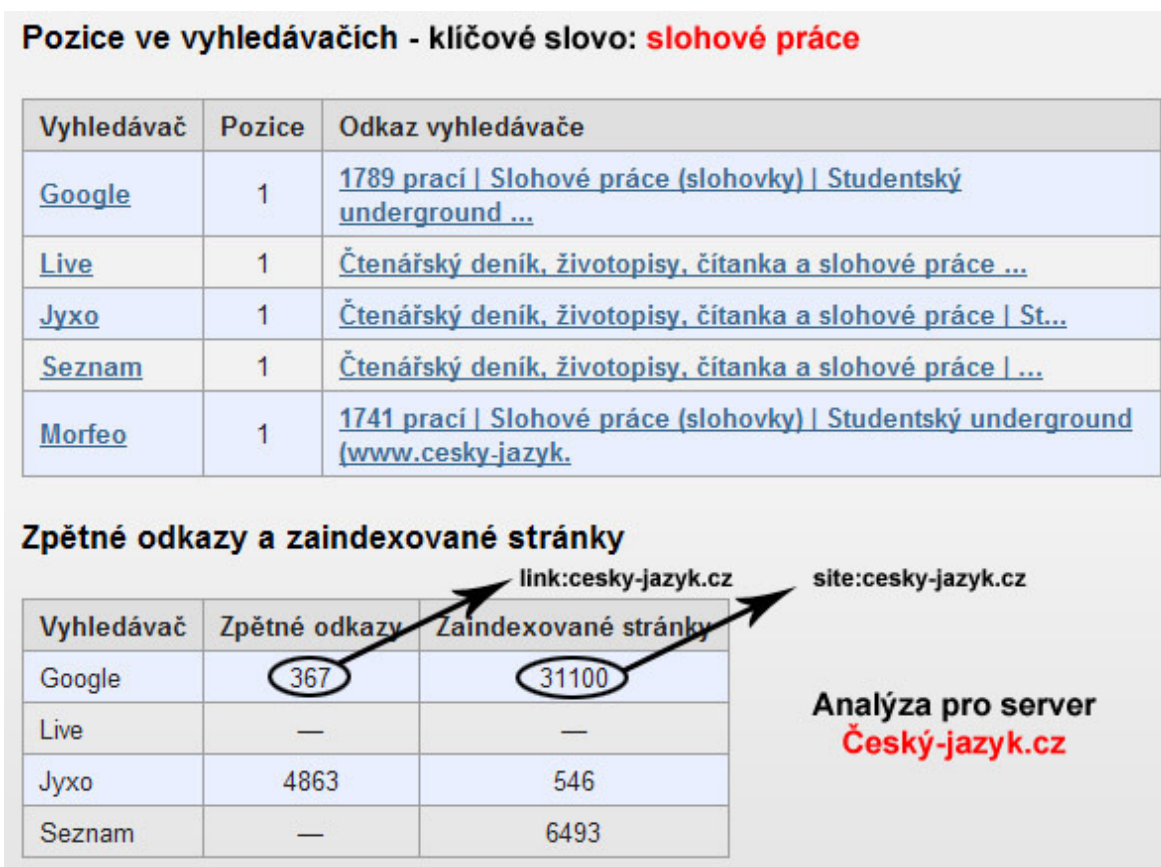 Pozice ve vyhledávačích - klíčové slovo: slohové práce
Vyhledávač Pozice Odkaz vyhledávače
Google 1 1789 prací | Slohové práce (slohovky) | Studentský
underground ...
Live 1 Čtenářský deník, životopisy, čítanka a slohové práce ...
Jyxo 1 Čtenářský deník, životopisy, čítanka a slohové práce | St...
Seznam 1 Čtenářský deník, životopisy, čítanka a slohové práce | ...
Morfeo 1 1741 prací | Slohové práce (slohovky) | Studentský underground
(www.cesky-jazyk.
Zpětné odkazy a zaindexované stránky
link:cesky-jazyk.cz site:cesky-jazyk.cz
Vyhledávač Zpětné odkazy Zaindexované stránky
Google 367 31100
Live — —
Jyxo 4863 546
Seznam — 6493
Analýza pro server
Český-jazyk.cz